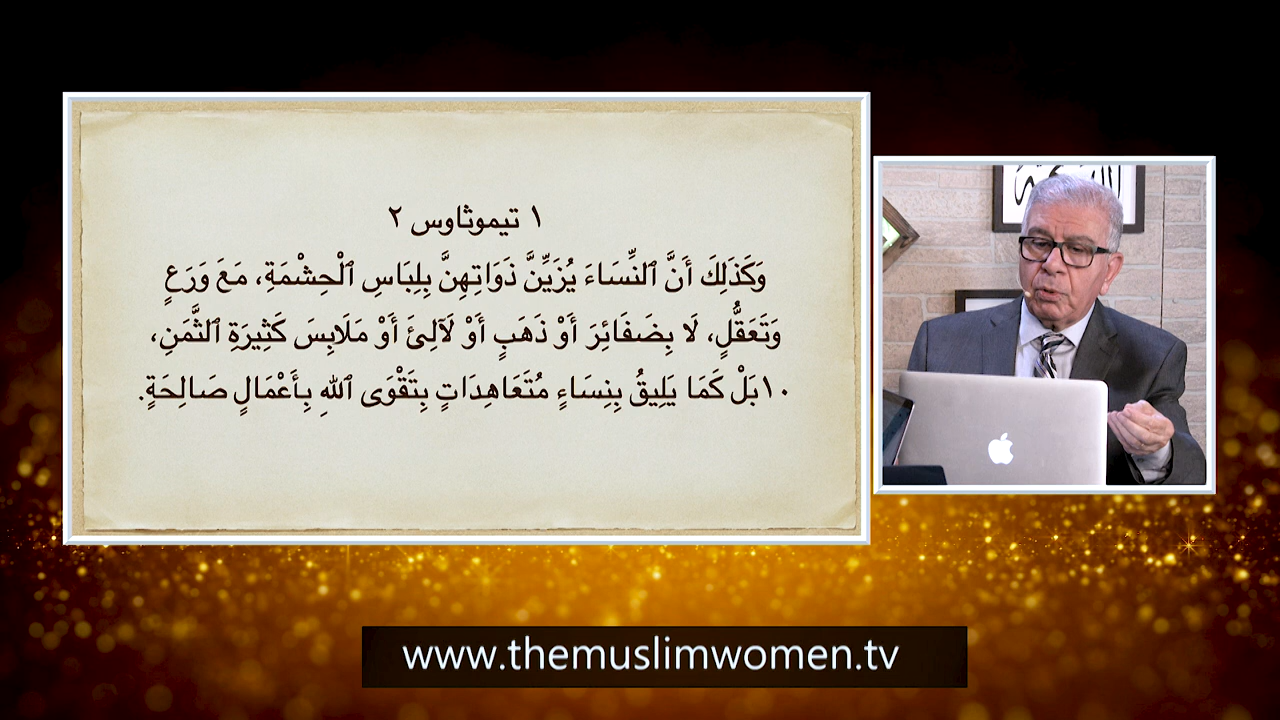 ١ تيموثاوس ٢
وَكَذَلِكَ أَنَّ ٱلنِّسَاءَ يُزَيِّنَّ ذَوَاتِهِنَّ بِلِبَاسِ ٱلْحِشْمَةِ، مَعَ وَرَعٍ
وَتَعَقُّلٍ، لَا بِضَفَائِرَ أَوْ ذَهَبٍ أَوْ لَآلِئَ أَوْ مَلَابِسَ كَثِيرَةِ ٱلثَّمَنِ،
١٠بَلْ كَمَا يَلِيقُ بِنِسَاءٍ مُتَعَاهِدَاتٍ بِتَقْوَى ٱللهِ بِأَعْمَالٍ صَالِحَةٍ.
www.themuslimwomen.tv